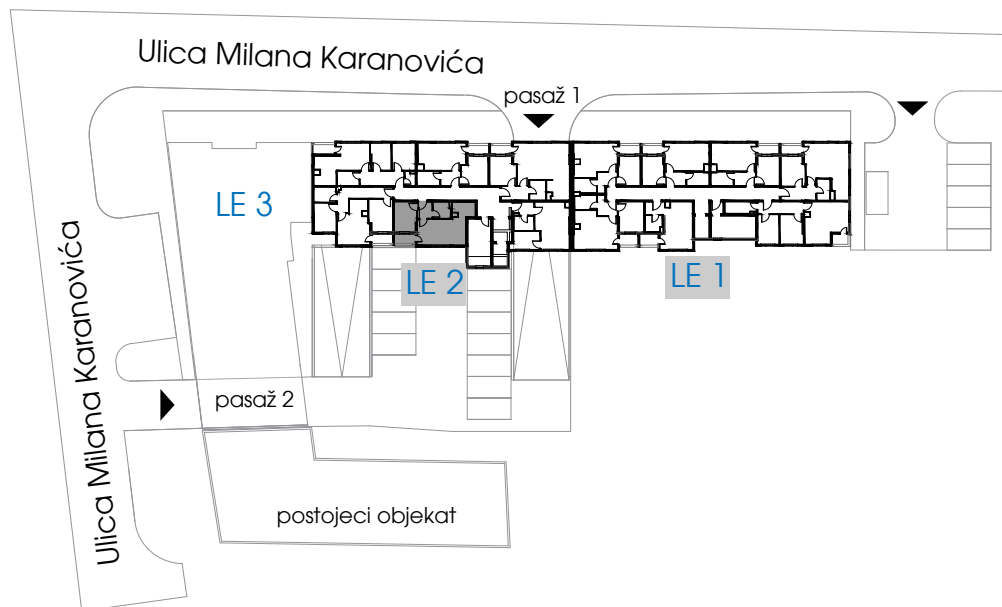 Ulica Milana Karanovića
pasaž 1
LE 3
LE 2
LE 1
Ulica Milana Karanovića
pasaž 2
postojeci objekat